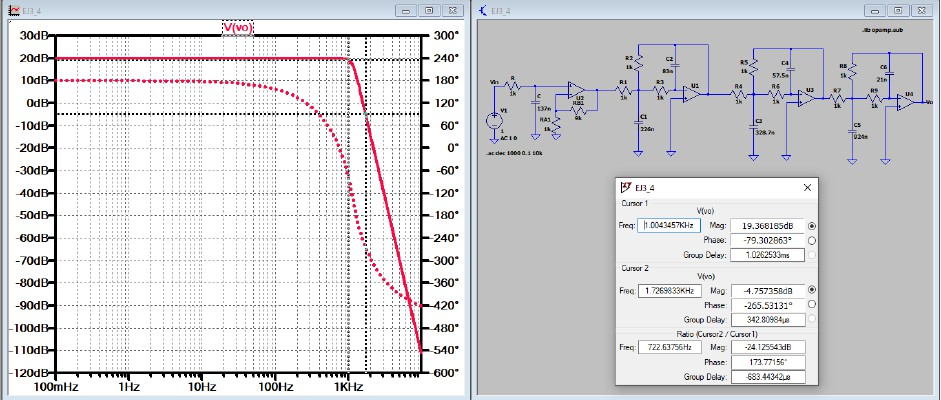 EJ3_4
V(vo)
30dB
20dB
10dB
0dB
-10dB
-20dB
-30dB
-40dB
-50dB
-60dB
-70dB
-80dB
-90dB
-100dB
-110dB
-120dB
300°
240°
180°
120°
60°
0°
-60°
-120°
-180°
-240°
-300°
-360°
-420°
-480°
-540°
-600°
100mHz 1Hz 10Hz 100Hz 1KHz
EJ3_4
.lib opamp.sub
Vin
R
1k
V1
AC 1 0
C
137n
U2
RB1
9k
RA1
1k
.ac dec 1000 0.1 10k
R2
1k
C2
83n
R1
1k
R3
1k
U1
C1
226n
R5
1k
C4
57.5n
R4
1k
R6
1k
U3
C3
328.7n
R8
1k
C6
21n
R7
1k
R9
1k
U4
Vo
C5
924n
EJ3_4
Cursor 1
V(vo)
Freq: 1.0043457KHz Mag: 19.368185dB
Phase: -79.302863°
Group Delay: 1.0262533ms
Cursor 2
V(vo)
Freq: 1.7269833KHz Mag: -4.757358dB
Phase: -265.53131°
Group Delay: 342.80984µs
Ratio (Cursor2 / Cursor1)
Freq: 722.63756Hz Mag: -24.125543dB
Phase: 173.77156°
Group Delay: -683.44342µs